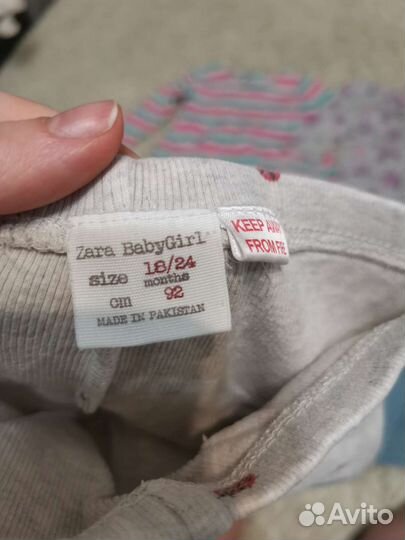 Zara BabyGirl
size 18/24
months
cm 92
MADE IN PAKISTAN
KEEP AWAY
FROM FIRE
Avito